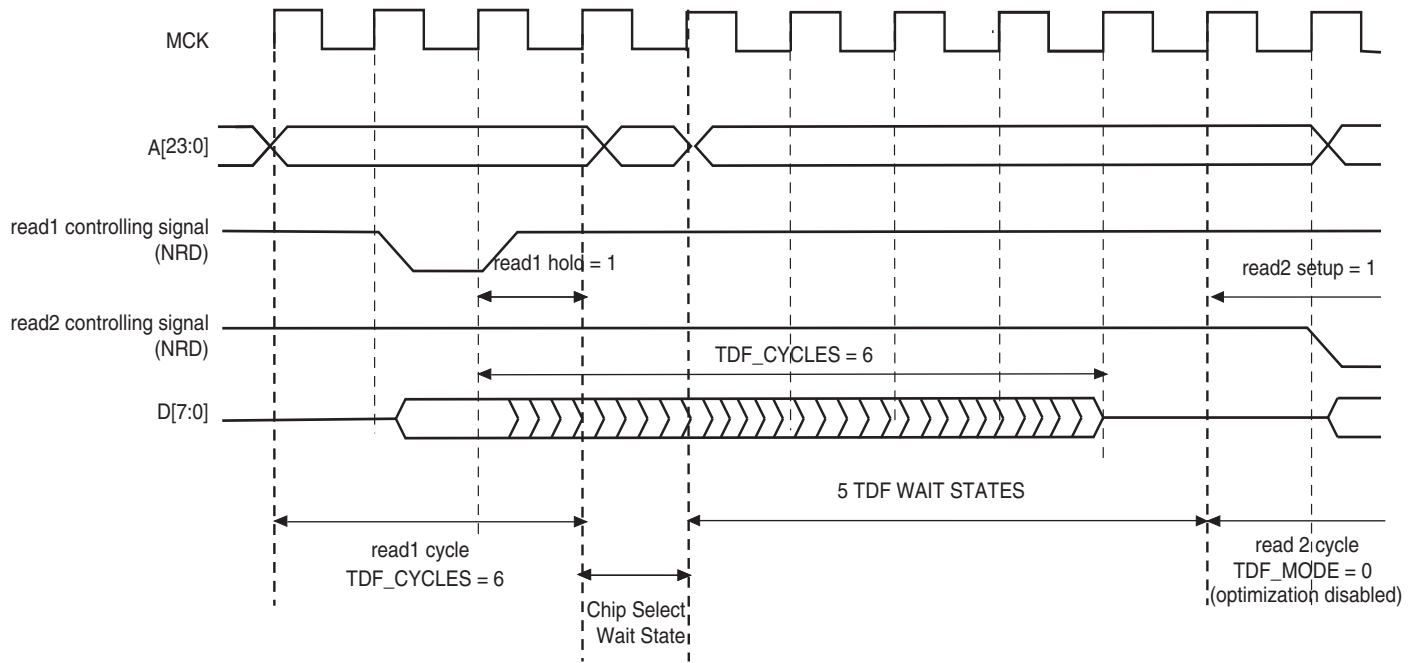 MCK
A[23:0]
read1 controlling signal
(NRD)
read1 hold = 1
read2 setup = 1
read2 controlling signal
(NRD)
TDF_CYCLES = 6
D[7:0]
5 TDF WAIT STATES
read1 cycle
TDF_CYCLES = 6
Chip Select
Wait State
read 2 cycle
TDF_MODE = 0
(optimization disabled)